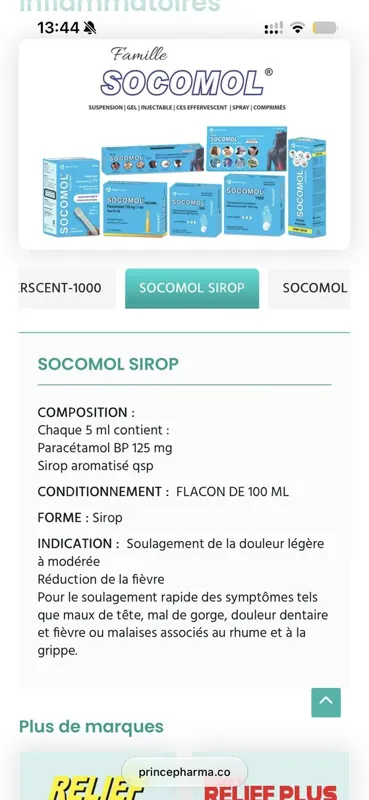 inflammatoires
13:44
Famille
SOCOMOL®
SUSPENSION | GEL | INJECTABLE | CES EFFERVESCENT | SPRAY | COMPRIMÉS
SOCOMOL
SOCOMOL
SOCOMOL
SOCOMOL
SOCOMOL
1000
SOCOMOL
ERSCENT-1000
SOCOMOL SIROP
SOCOMOL
SOCOMOL SIROP
COMPOSITION :
Chaque 5 ml contient :
Paracétamol BP 125 mg
Sirop aromatisé qsp
CONDITIONNEMENT : FLACON DE 100 ML
FORME : Sirop
INDICATION : Soulagement de la douleur légère
à modérée
Réduction de la fièvre
Pour le soulagement rapide des symptômes tels
que maux de tête, mal de gorge, douleur dentaire
et fièvre ou malaises associés au rhume et à la
grippe.
Plus de marques
RELIEF
RELIEF PLUS
princepharma.co